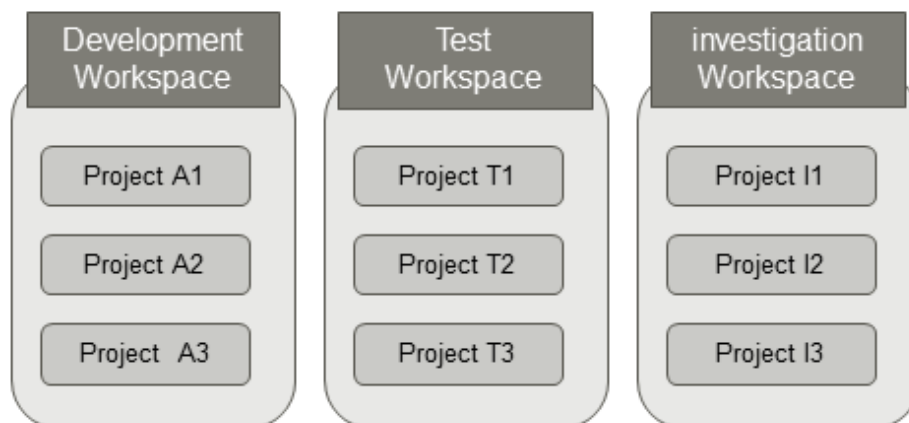 Development
Workspace
Project A1
Project A2
Project  A3
Test
Workspace
Project T1
Project T2
Project T3
investigation
Workspace
Project I1
Project I2
Project I3